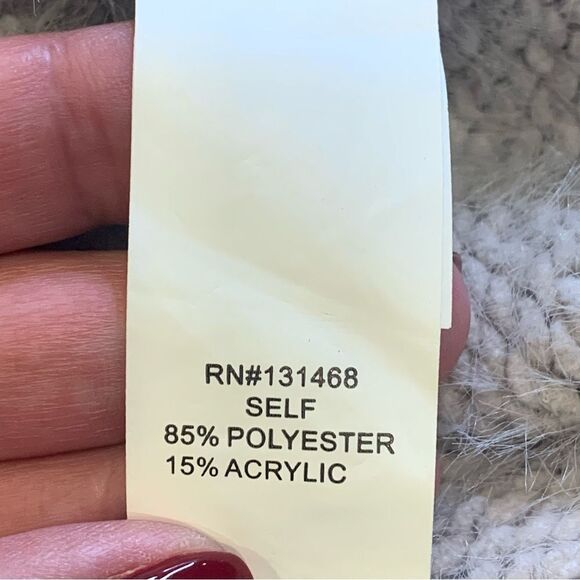 RN#131468
SELF
85% POLYESTER
15% ACRYLIC